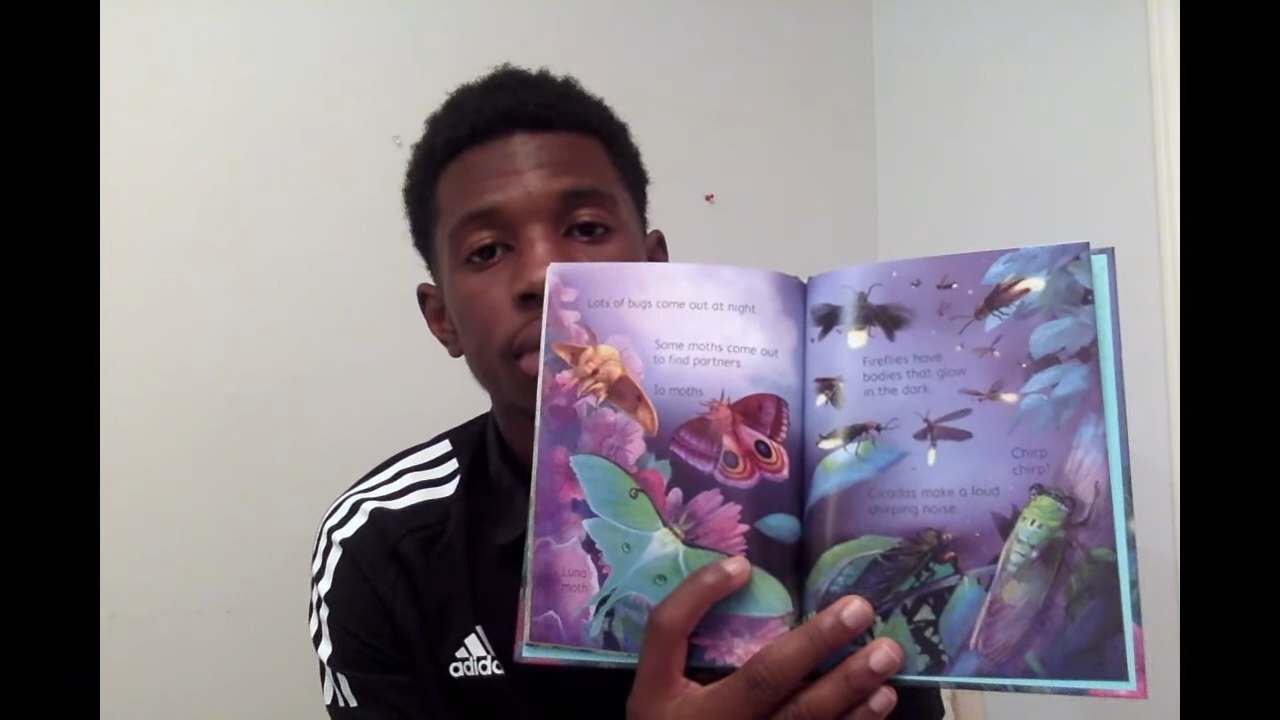 Lots of bugs come out at night.
Some moths come out
to find partners.
Io moths
Luna
moth
Fireflies have
bodies that glow
in the dark.
Chirp
chirp!
Cicadas make a loud
chirping noise.
adidas